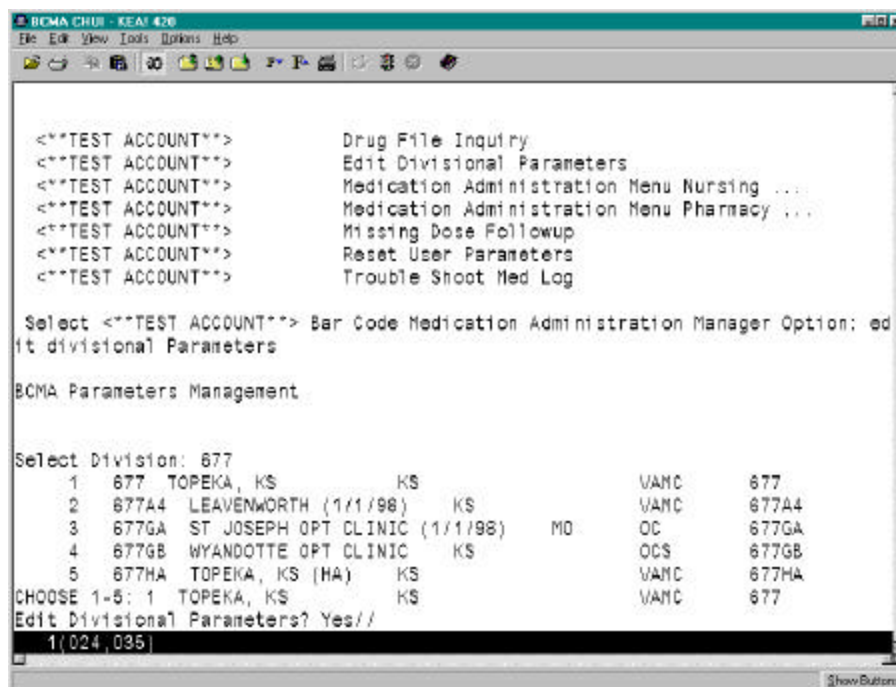 BCMA CHUI - KEA! 420
File Edit View Tools Options Help
<**TEST ACCOUNT**> Drug File Inquiry
<**TEST ACCOUNT**> Edit Divisional Parameters
<**TEST ACCOUNT**> Medication Administration Menu Nursing ...
<**TEST ACCOUNT**> Medication Administration Menu Pharmacy ...
<**TEST ACCOUNT**> Missing Dose Followup
<**TEST ACCOUNT**> Reset User Parameters
<**TEST ACCOUNT**> Trouble Shoot Med Log
Select <**TEST ACCOUNT**> Bar Code Medication Administration Manager Option: ed
it divisional Parameters
BCMA Parameters Management
Select Division: 677
1 677 TOPEKA, KS KS VAMC 677
2 677A4 LEAVENWORTH (1/1/98) KS VAMC 677A4
3 677GA ST JOSEPH OPT CLINIC (1/1/98) MO OC 677GA
4 677GB WYANDOTTE OPT CLINIC KS OCS 677GB
5 677HA TOPEKA, KS (HA) KS VAMC 677HA
CHOOSE 1-5: 1 TOPEKA, KS KS VAMC 677
Edit Divisional Parameters? Yes//
1(024,035)
Show Buttons